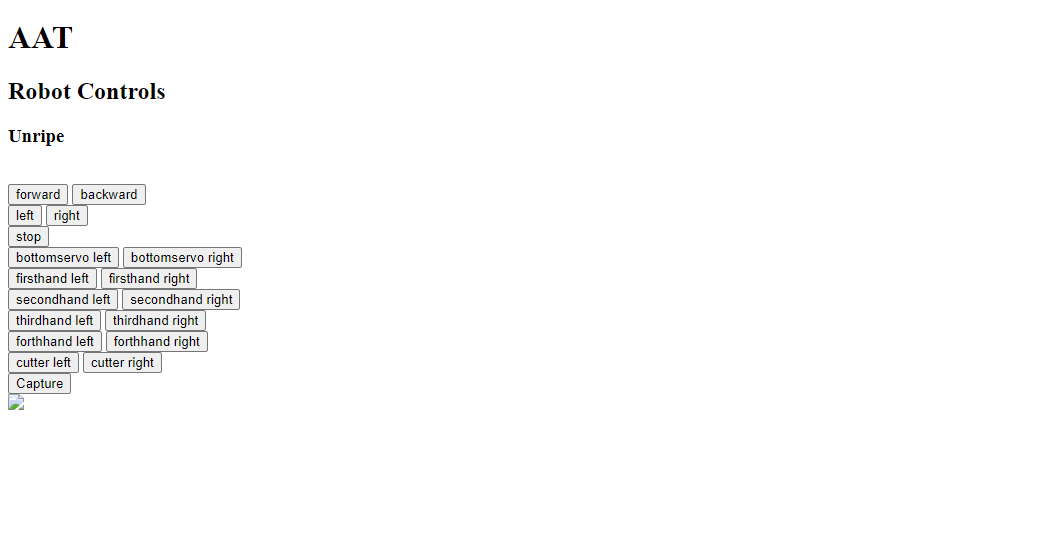 AAT
Robot Controls
Unripe
forward backward
left right
stop
bottomservo left bottomservo right
firsthand left firsthand right
secondhand left secondhand right
thirdhand left thirdhand right
forthhand left forthhand right
cutter left cutter right
Capture